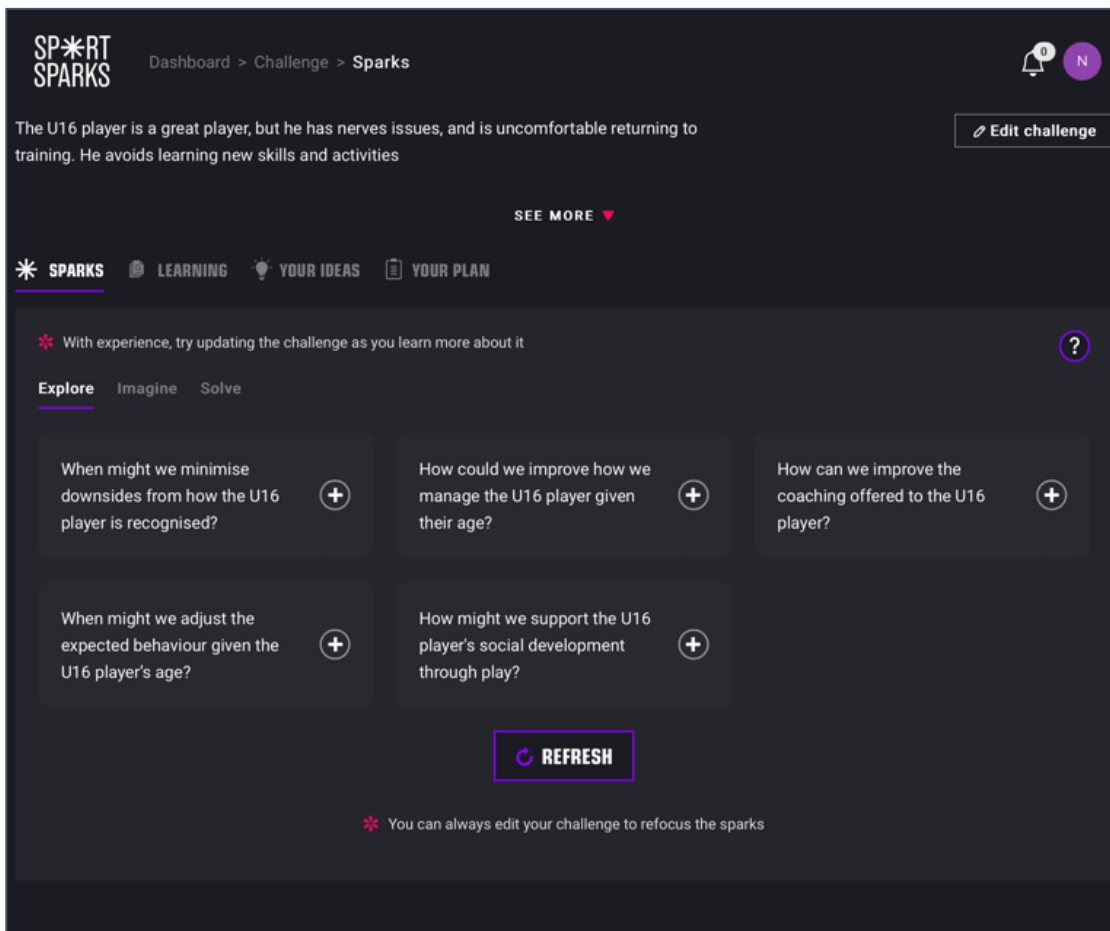 SP*RT
SPARKS
Dashboard > Challenge > Sparks
0
N
The U16 player is a great player, but he has nerves issues, and is uncomfortable returning to
training. He avoids learning new skills and activities
Edit challenge
SEE MORE
SPARKS
LEARNING
YOUR IDEAS
YOUR PLAN
With experience, try updating the challenge as you learn more about it
?
Explore
Imagine
Solve
When might we minimise
downsides from how the U16
player is recognised?
How could we improve how we
manage the U16 player given
their age?
How can we improve the
coaching offered to the U16
player?
When might we adjust the
expected behaviour given the
U16 player's age?
How might we support the U16
player's social development
through play?
REFRESH
You can always edit your challenge to refocus the sparks